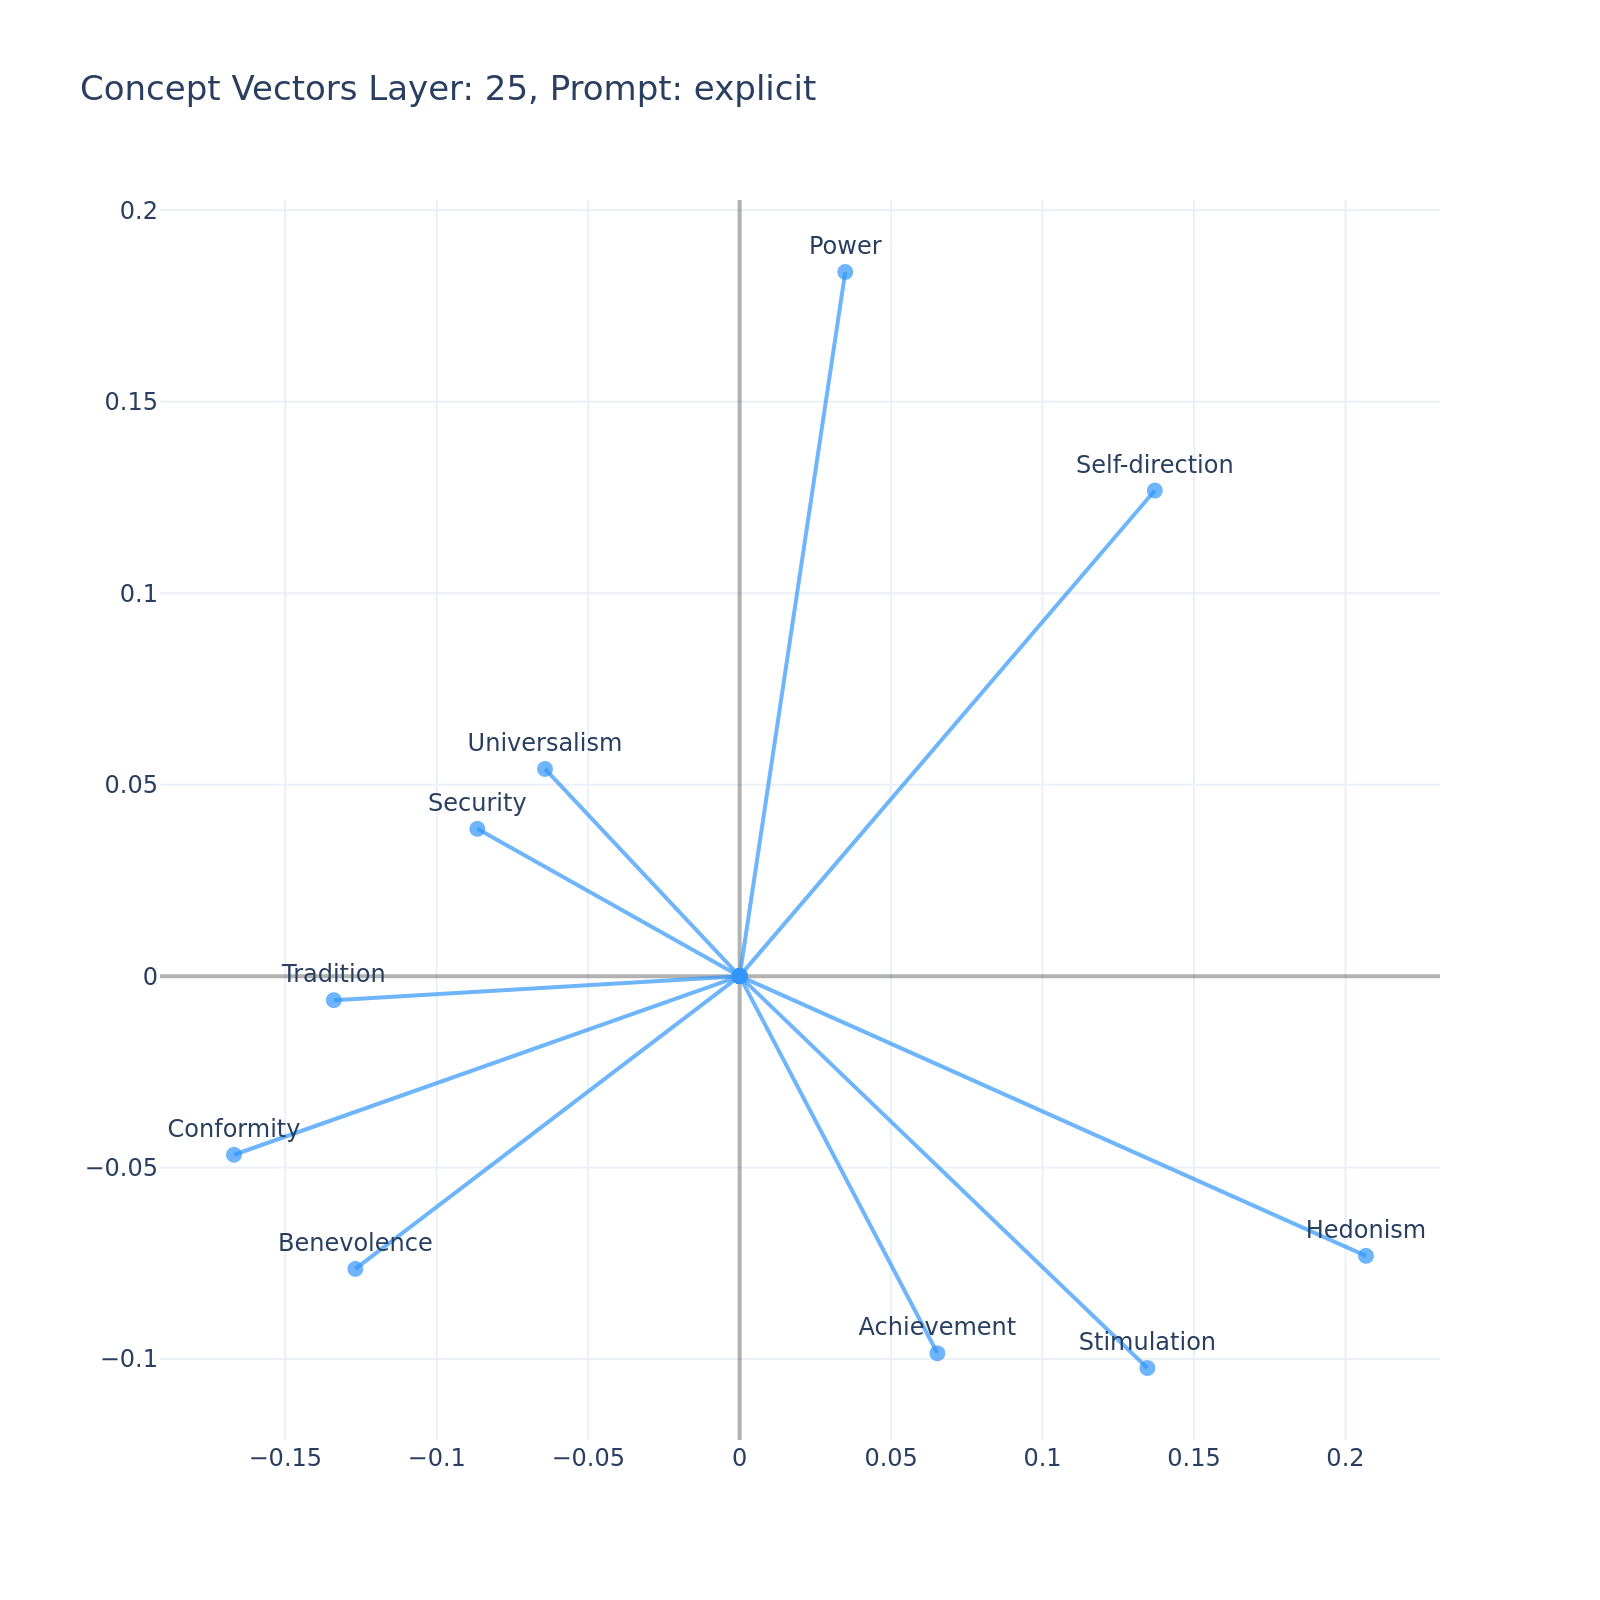 Concept Vectors Layer: 25, Prompt: explicit
0.2
Power
0.15
Self-direction
0.1
Universalism
0.05
Security
Tradition
0
Conformity
−0.05
Hedonism
Benevolence
Achievement
Stimulation
−0.1
−0.15
−0.1
−0.05
0
0.05
0.1
0.15
0.2